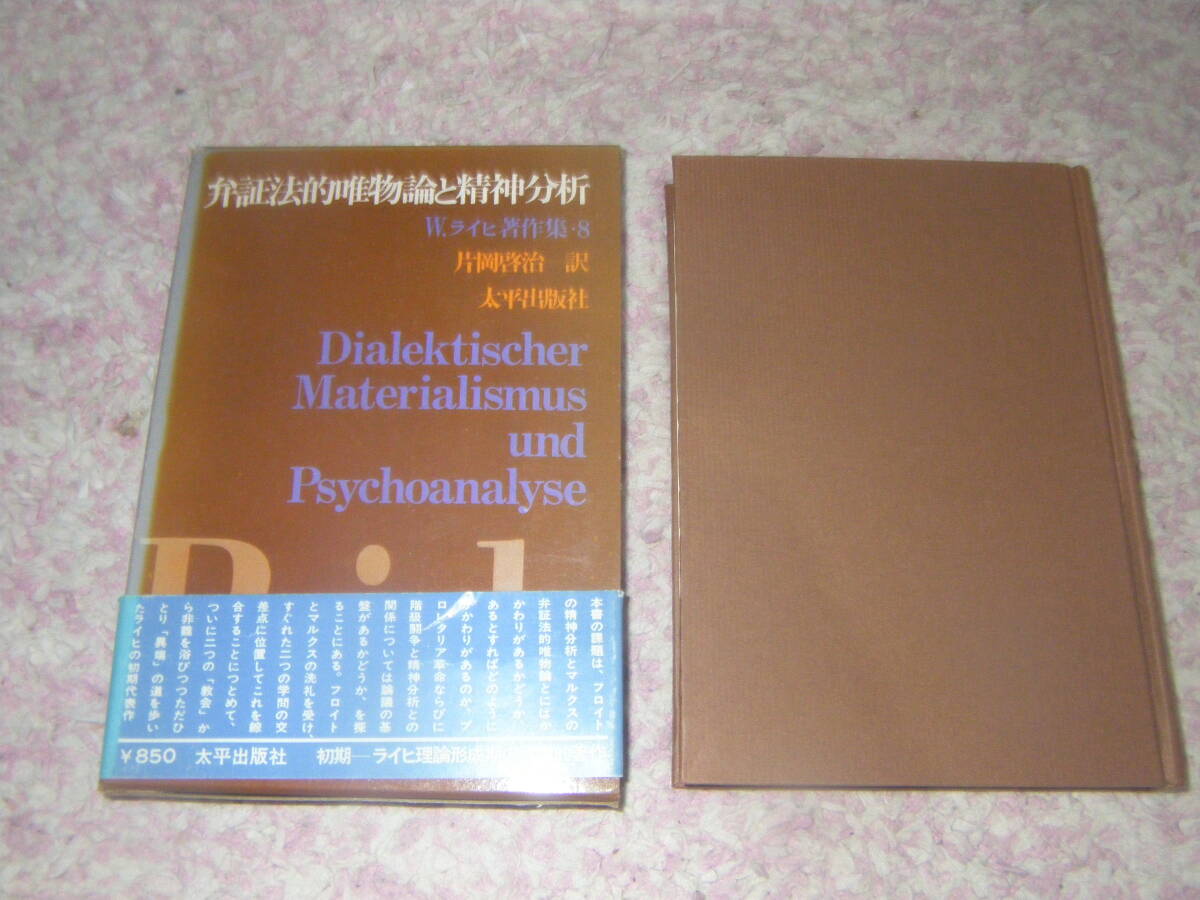 弁証法的唯物論と精神分析
W.ライヒ著作集・8
片岡啓治 訳
太平出版社
Dialektischer
Materialismus
und
Psychoanalyse
本書の課題は、フロイト
の精神分析とマルクスの
弁証法的唯物論とにはか
かわりがあるかどうか、
あるとすればどのように
かかわりがあるのか、プ
ロレタリア革命ならびに
階級闘争と精神分析との
関係については論議の基
盤があるかどうか、を探
ることにある。フロイト
とマルクスの洗礼を受け、
すぐれた二つの学問の交
差点に位置してこれを綜
合することにつとめて、
ついに二つの「教会」か
ら非難を浴びつつただひ
とり「異端」の道を歩い
たライヒの初期代表作
¥850 太平出版社 初期―ライヒ理論形成期